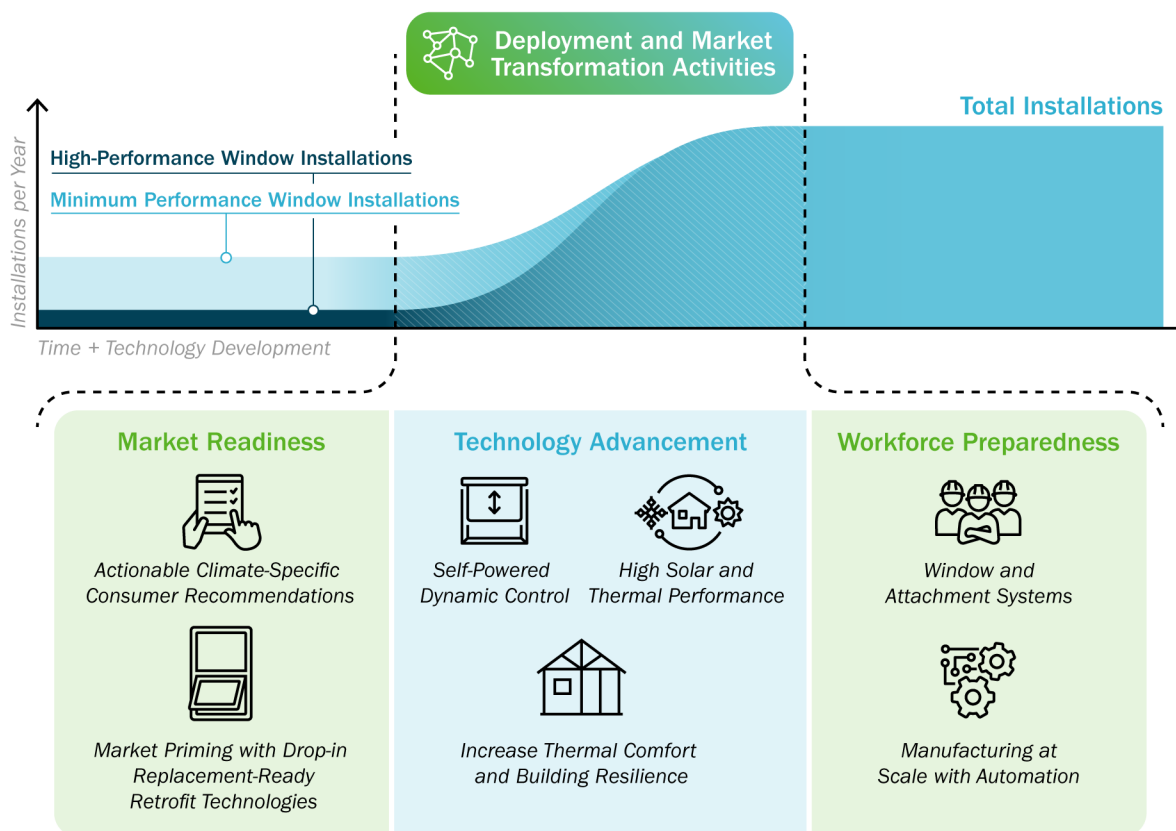 Deployment and Market
Transformation Activities
Total Installations
High-Performance Window Installations
Minimum Performance Window Installations
Installations per Year
Time + Technology Development
Market Readiness
Actionable Climate-Specific
Consumer Recommendations
Market Priming with Drop-in
Replacement-Ready
Retrofit Technologies
Technology Advancement
Self-Powered
Dynamic Control
High Solar and
Thermal Performance
Increase Thermal Comfort
and Building Resilience
Workforce Preparedness
Window and
Attachment Systems
Manufacturing at
Scale with Automation